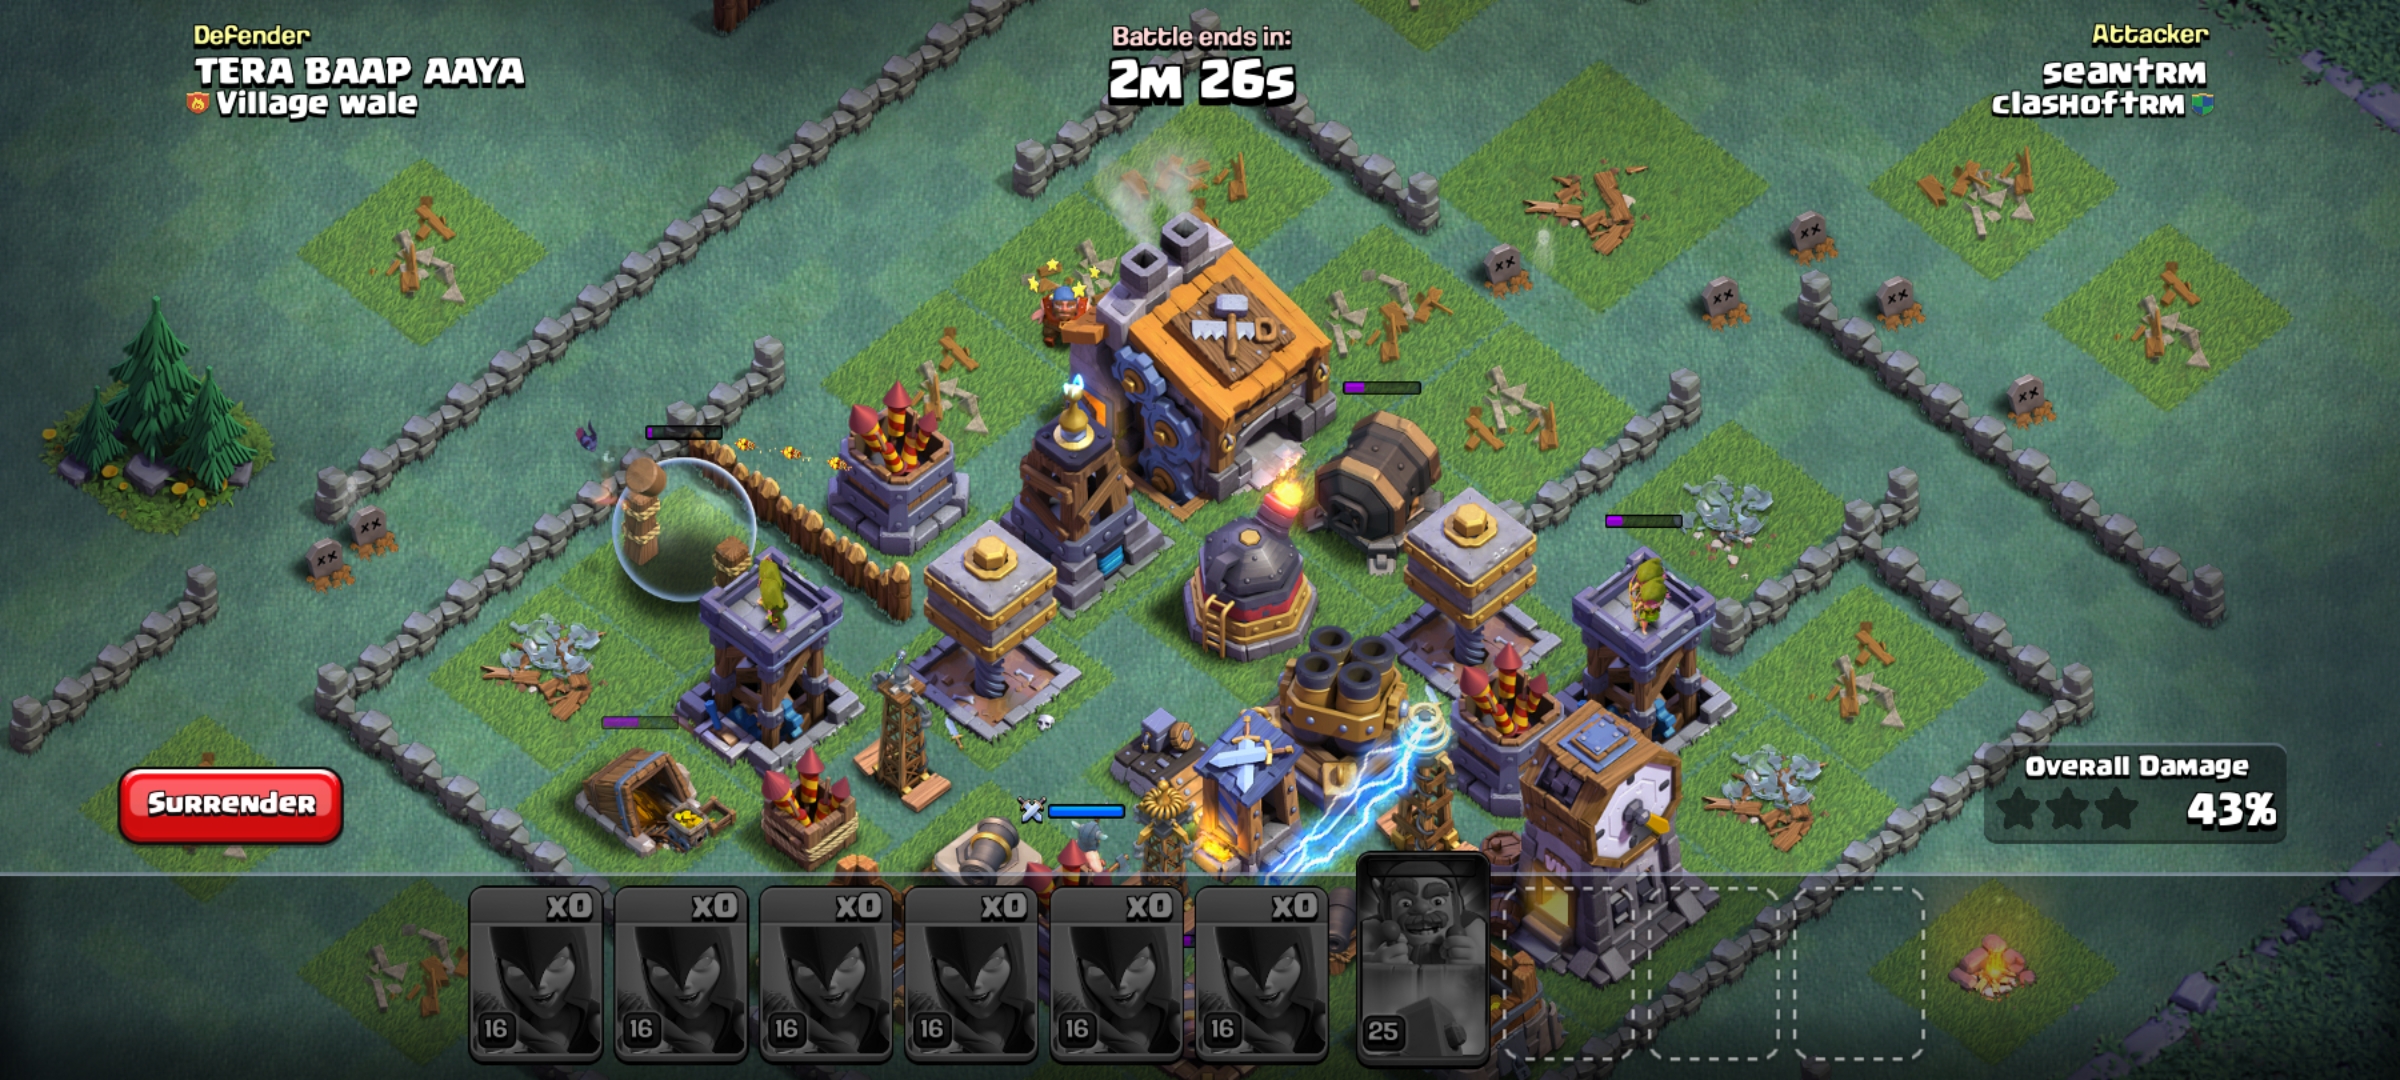 Defender
TERA BAAP AAYA
Village wale
Battle ends in:
2M 26s
Attacker
seantRM
clashoftRM
Surrender
Overall Damage
43%
x0
x0
x0
x0
x0
x0
16
16
16
16
16
16
25